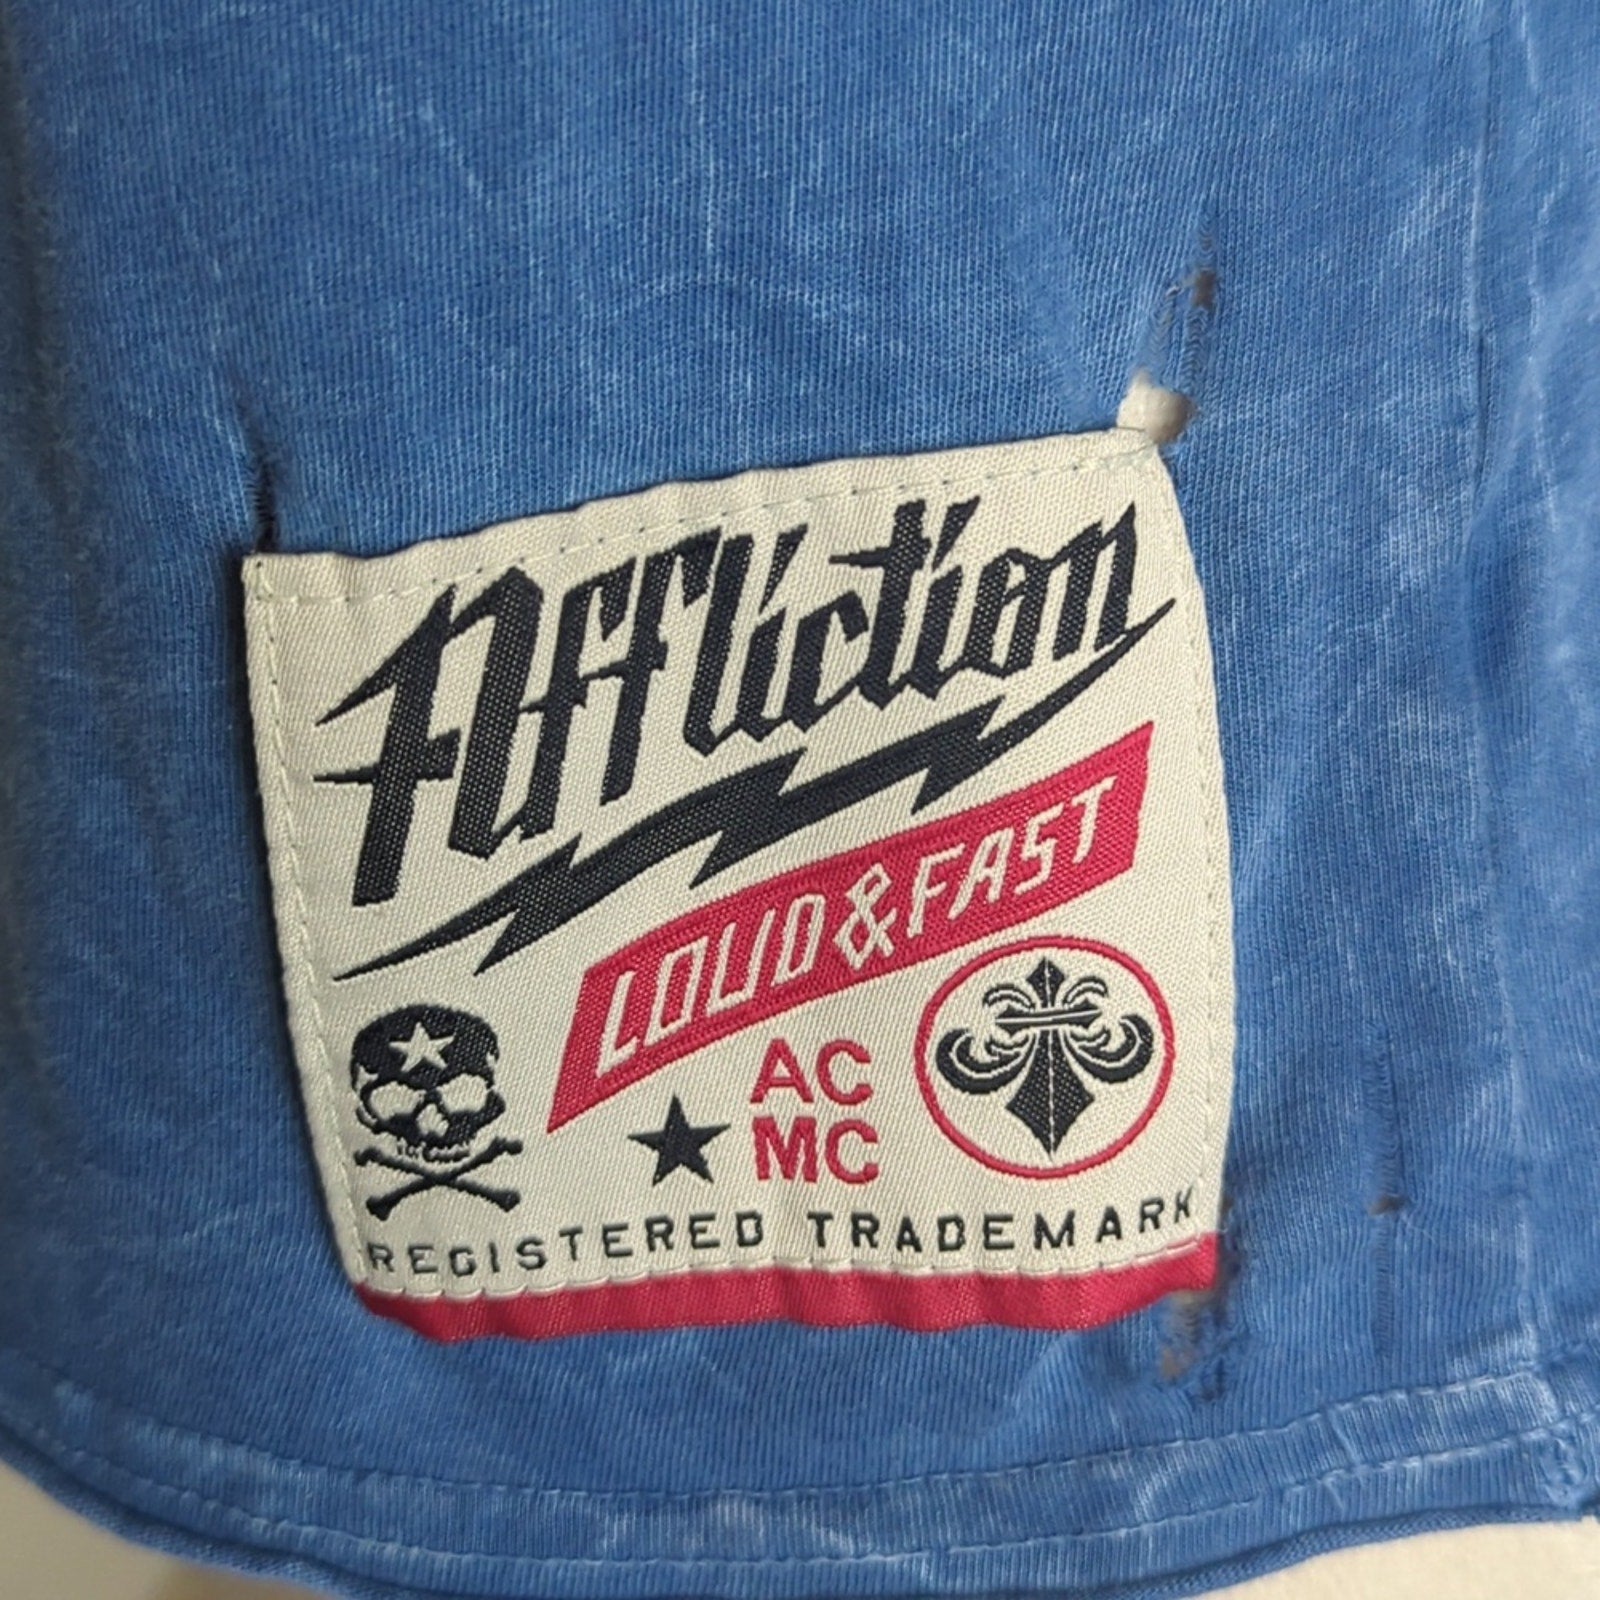 Affliction
LOUD&FAST
AC
MC
REGISTERED TRADEMARK